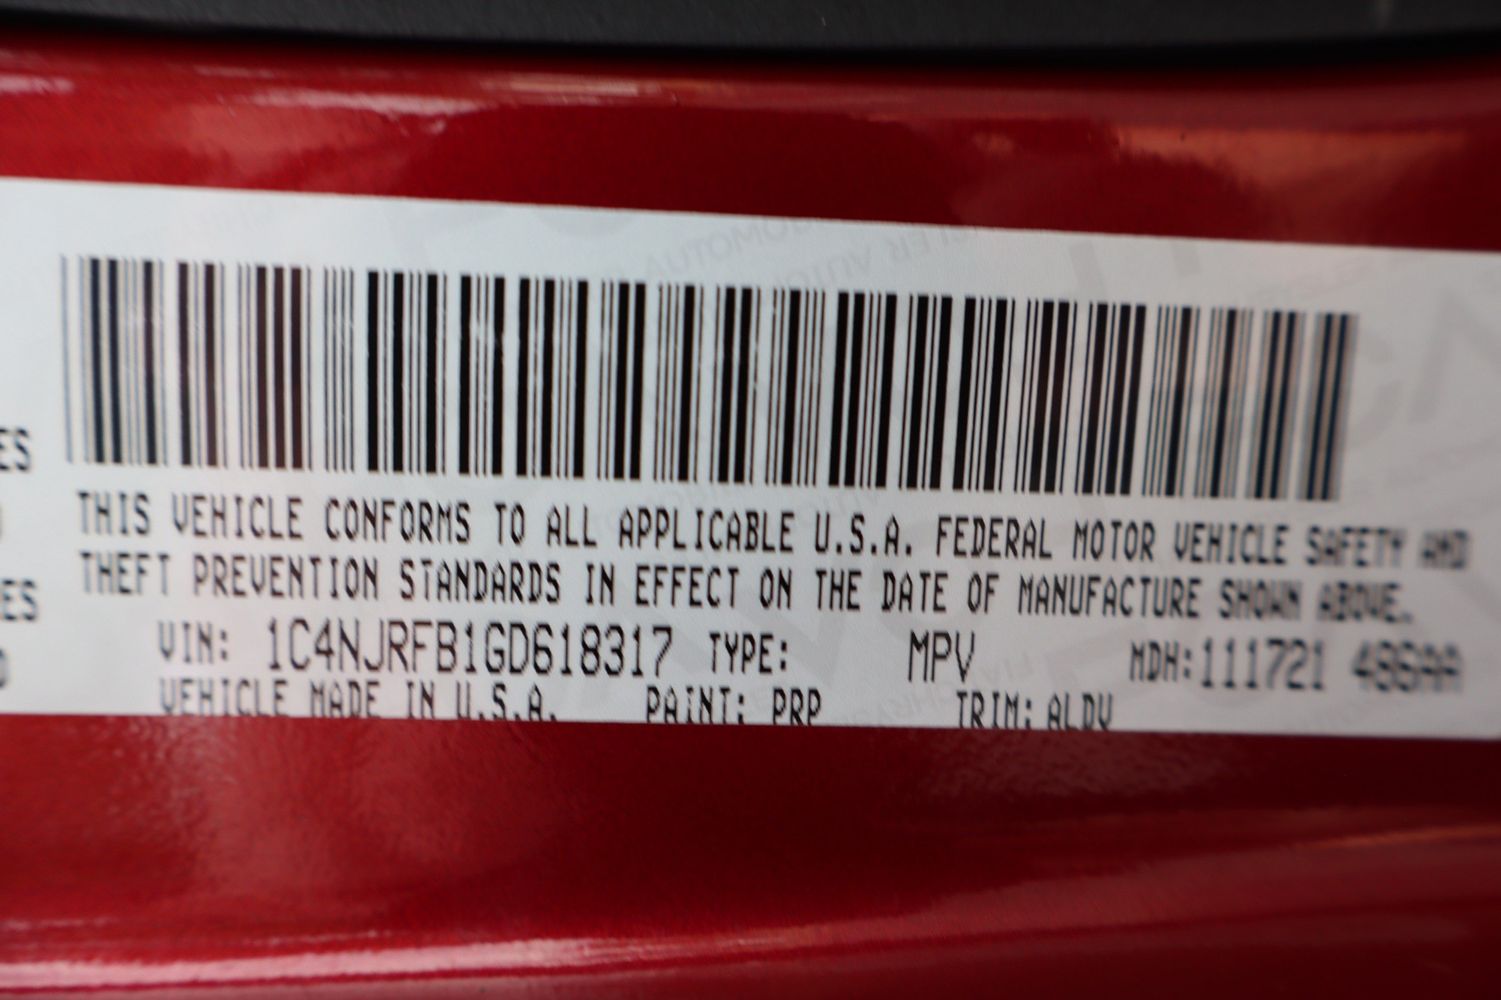 THIS VEHICLE CONFORMS TO ALL APPLICABLE U.S.A. FEDERAL MOTOR VEHICLE SAFETY AND
THEFT PREVENTION STANDARDS IN EFFECT ON THE DATE OF MANUFACTURE SHOWN ABOVE.
VIN: 1C4NJRFB1GD618317 TYPE: MPV MDH:111721 486AA
VEHICLE MADE IN U.S.A. PAINT: PRP TRIM: ALDV